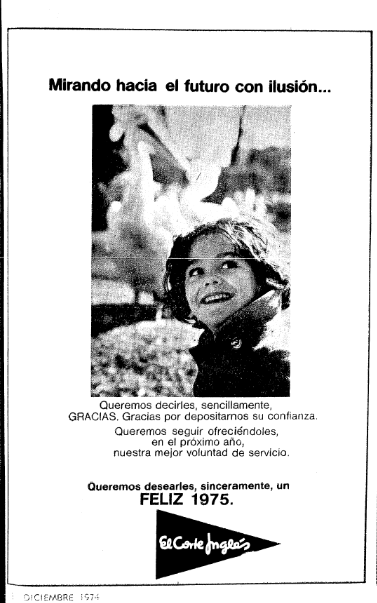 Mirando hacia el futuro con ilusión...
Queremos decirles, sencillamente,
GRACIAS. Gracias por depositarnos su confianza.
Queremos seguir ofreciéndoles,
en el próximo año,
nuestra mejor voluntad de servicio.
Queremos desearles, sinceramente, un
FELIZ 1975.
El Corte Inglés
DICIEMBRE 1974